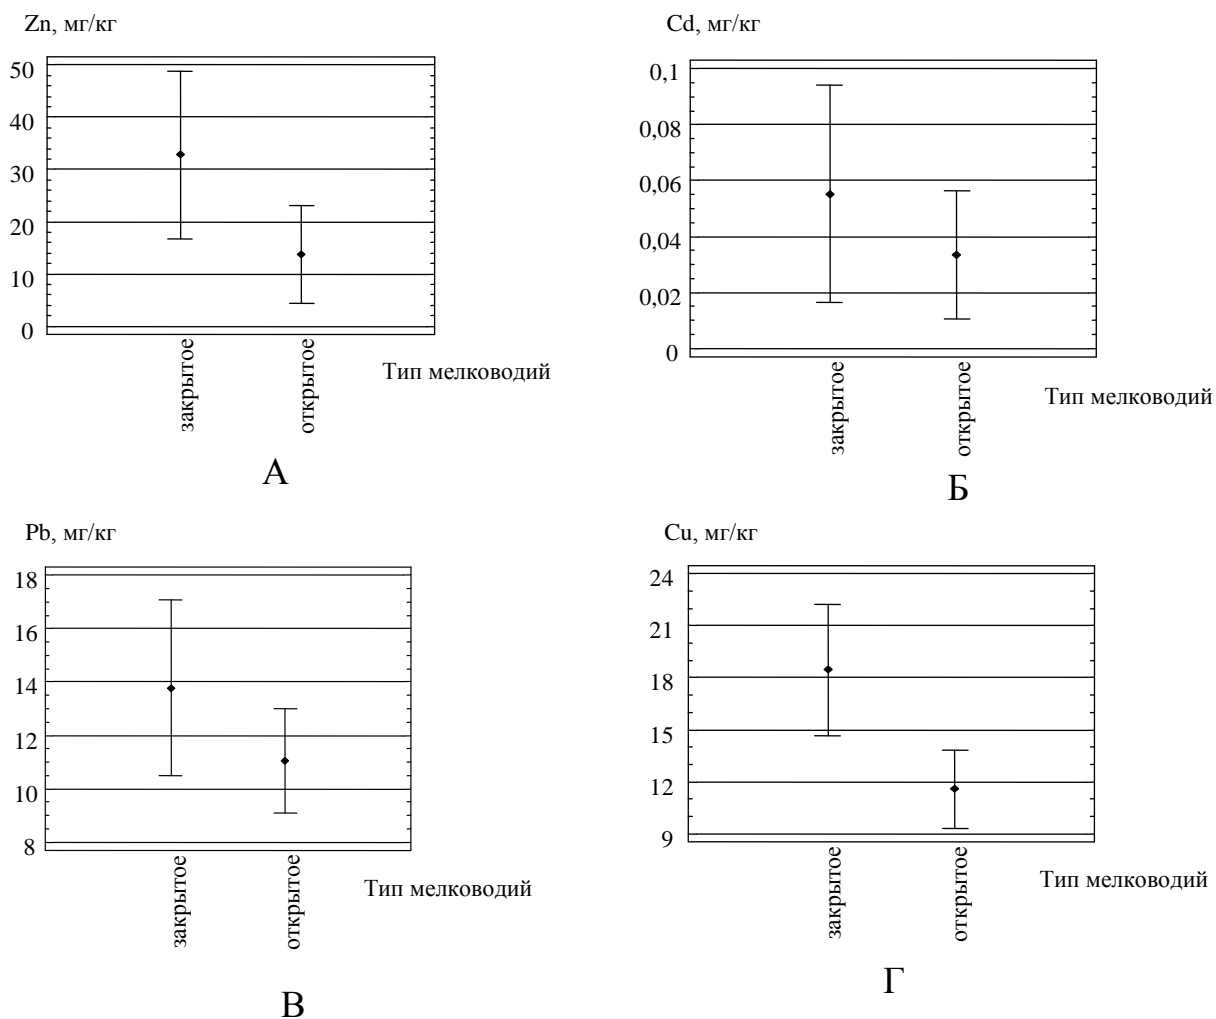 Zn, мг/кг
50
40
30
20
10
0
закрытое
открытое
Тип мелководий
А
Cd, мг/кг
0,1
0,08
0,06
0,04
0,02
0
закрытое
открытое
Тип мелководий
Б
Pb, мг/кг
18
16
14
12
10
8
закрытое
открытое
Тип мелководий
В
Cu, мг/кг
24
21
18
15
12
9
закрытое
открытое
Тип мелководий
Г